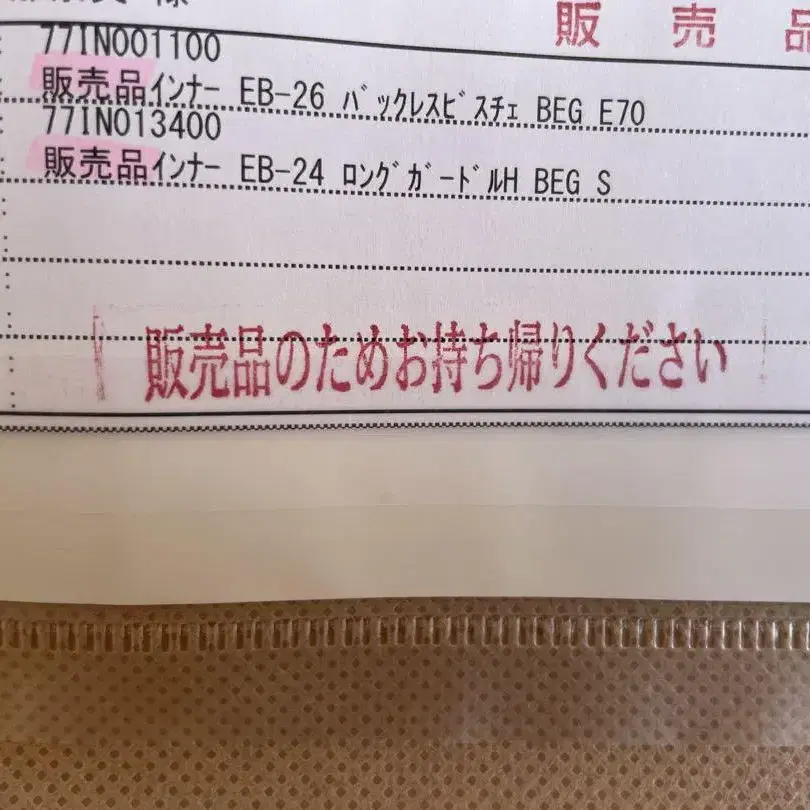 様
販売品
77IN001100
販売品インナー EB-26 バックレスビスチェ BEG E70
77IN013400
販売品インナー EB-24 ロングガードルH BEG S
販売品のためお持ち帰りください